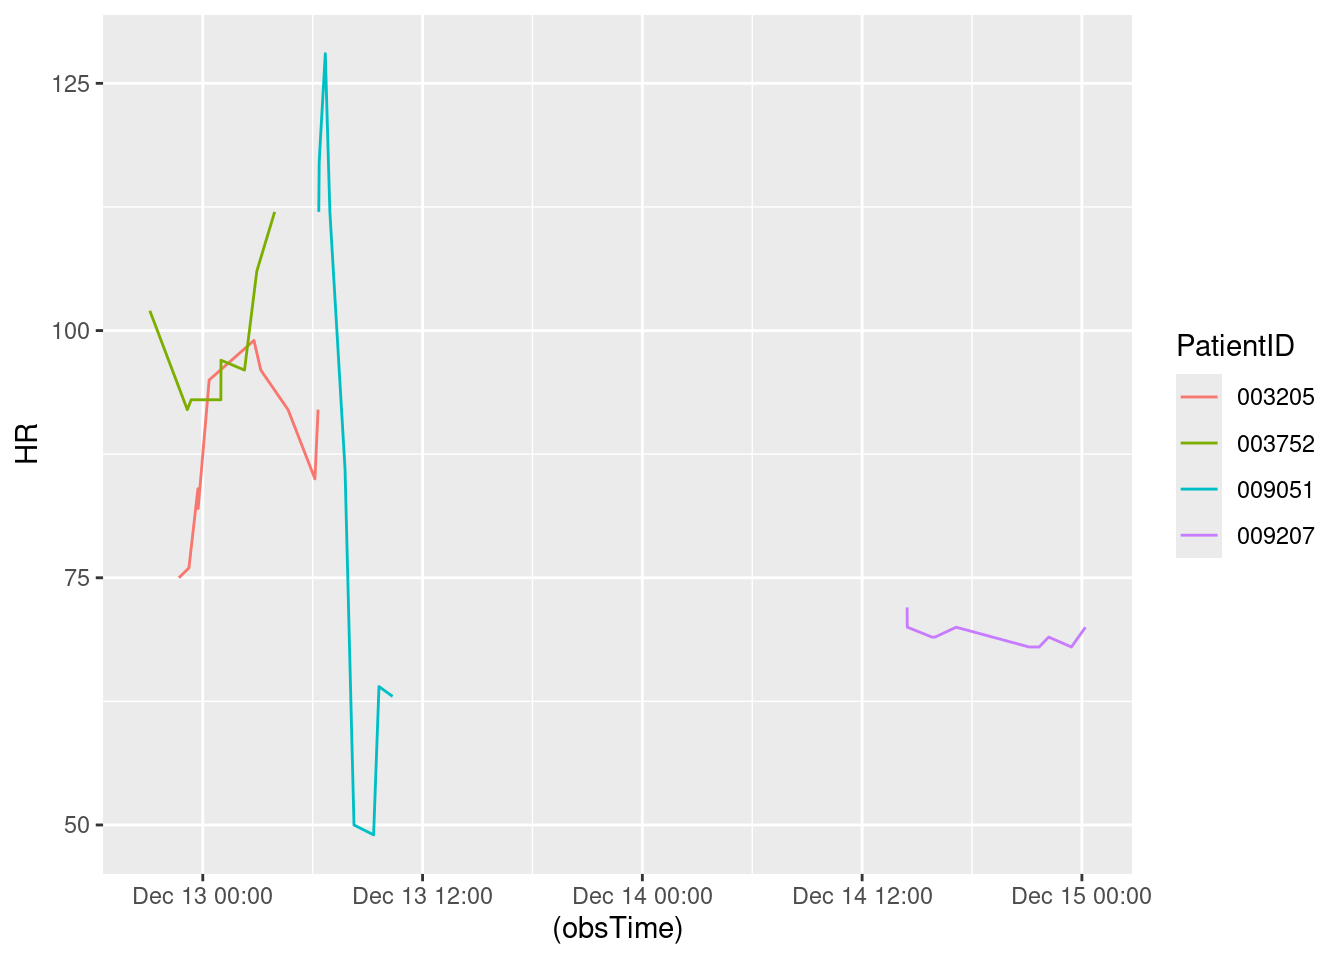 125
100
75
50
HR
Dec 13 00:00
Dec 13 12:00
Dec 14 00:00
Dec 14 12:00
Dec 15 00:00
(obsTime)
PatientID
003205
003752
009051
009207